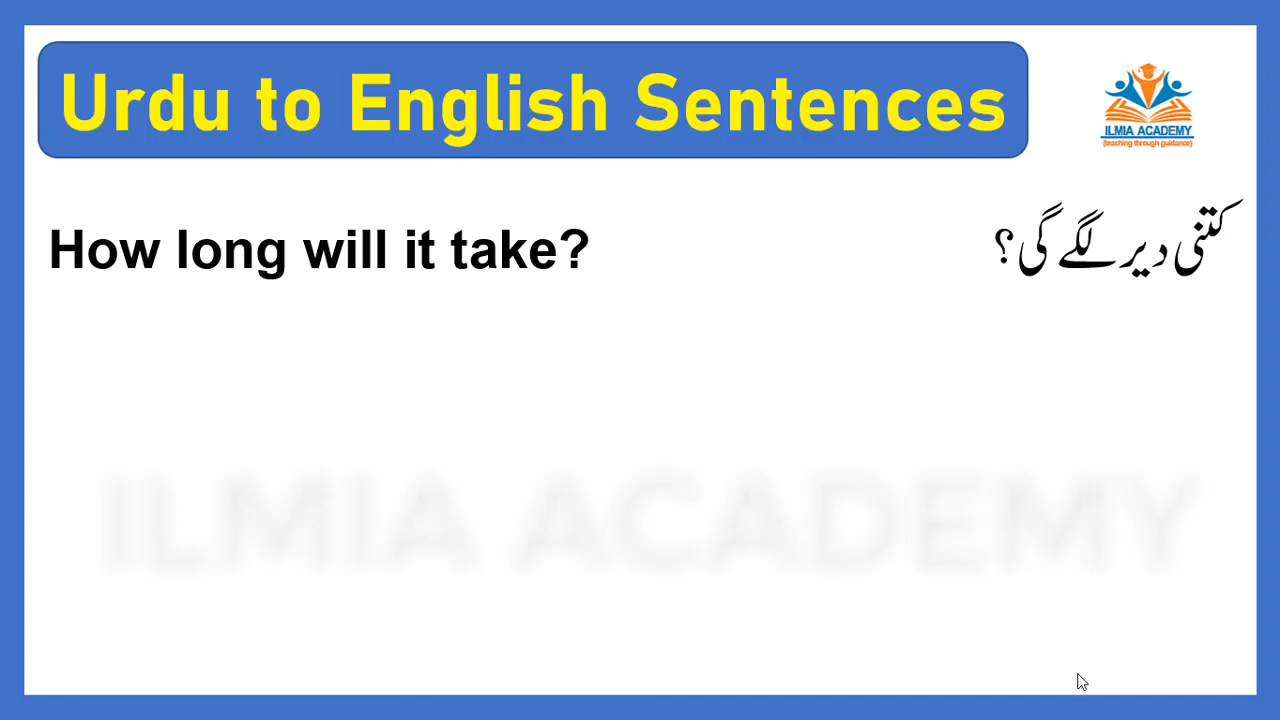 Urdu to English Sentences
ILMIA ACADEMY
(teaching through guidance)
How long will it take?
کتنی دیر لگے گی؟
ILMIA ACADEMY